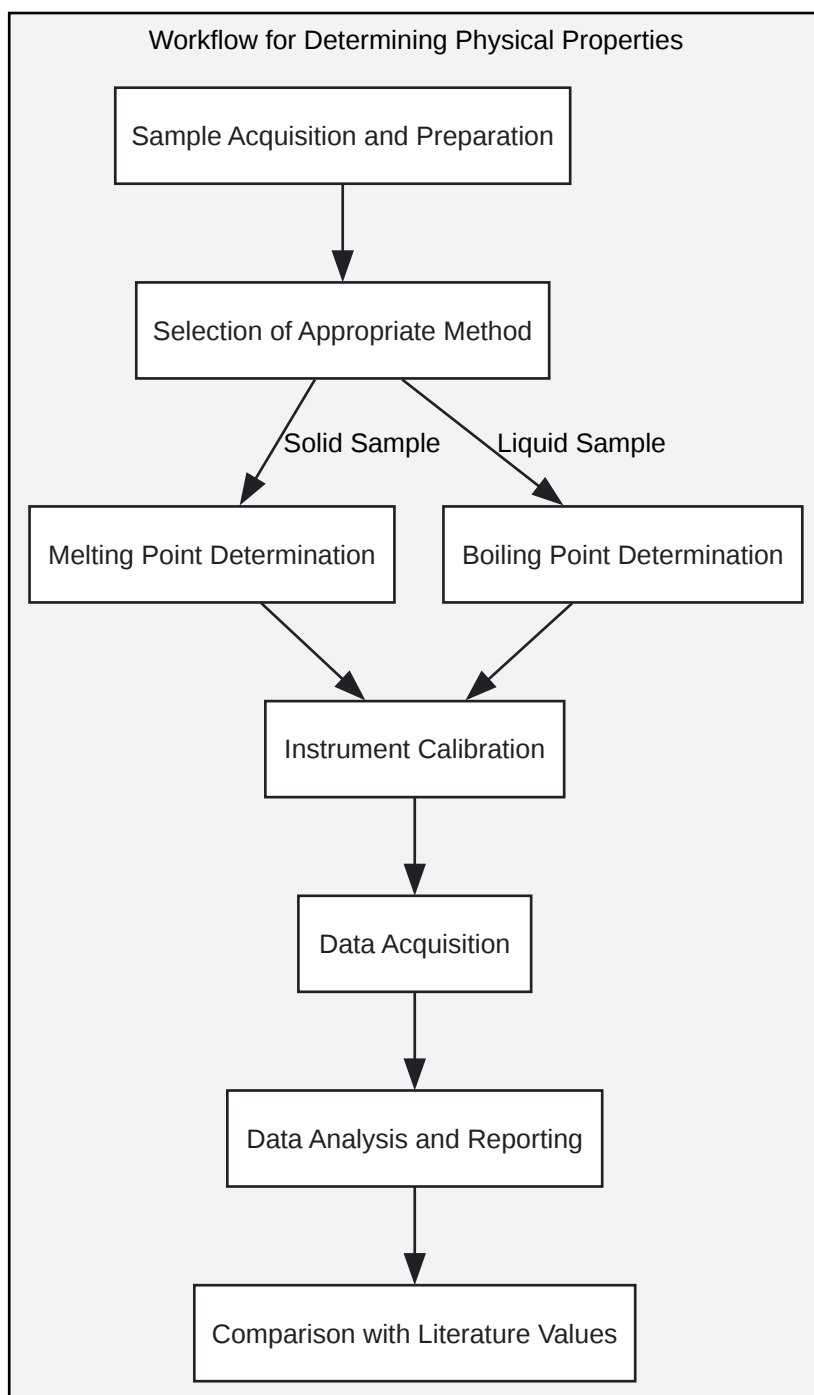 Workflow for Determining Physical Properties
Sample Acquisition and Preparation
Selection of Appropriate Method
Solid Sample
Liquid Sample
Melting Point Determination
Boiling Point Determination
Instrument Calibration
Data Acquisition
Data Analysis and Reporting
Comparison with Literature Values